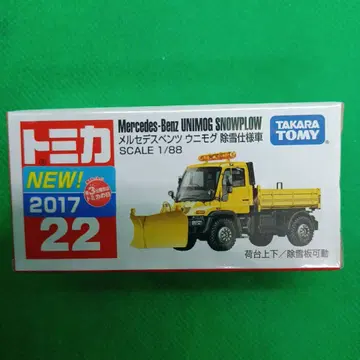 トミカ
Mercedes-Benz UNIMOG SNOWPLOW
メルセデスベンツ ウニモグ 除雪仕様車
SCALE 1/88
TAKARA
TOMY
NEW!
2017
22
荷台上下／除雪板可動